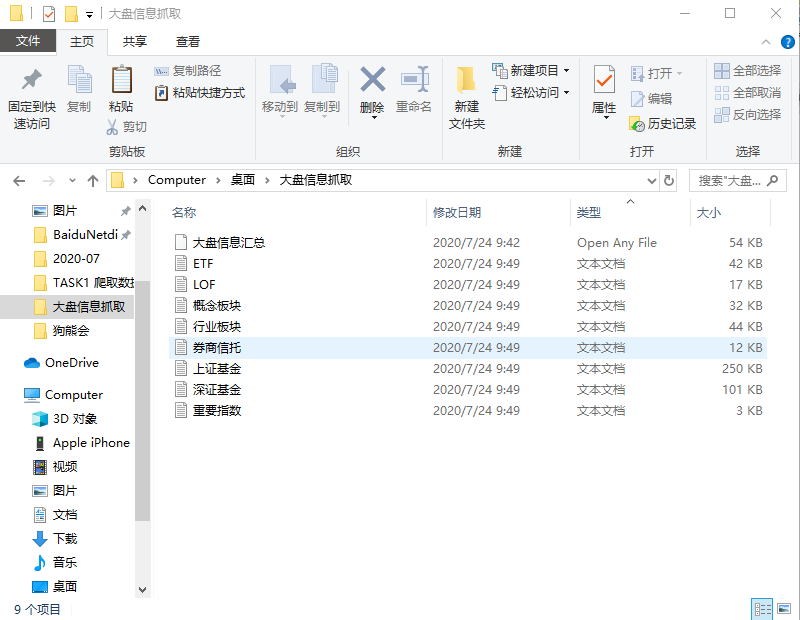 大盘信息抓取
文件 主页 共享 查看
固定到快速访问
复制
粘贴
复制路径
粘贴快捷方式
剪切
剪贴板
移动到
复制到
删除
重命名
组织
新建文件夹
新建项目
轻松访问
新建
属性
打开
编辑
历史记录
打开
全部选择
全部取消
反向选择
选择
Computer 桌面 大盘信息抓取
搜索"大盘...
图片
BaiduNetdi
2020-07
TASK1 爬取数据
大盘信息抓取
狗熊会
OneDrive
Computer
3D 对象
Apple iPhone
视频
图片
文档
下载
音乐
桌面
名称 修改日期 类型 大小
大盘信息汇总 2020/7/24 9:42 Open Any File 54 KB
ETF 2020/7/24 9:49 文本文档 42 KB
LOF 2020/7/24 9:49 文本文档 17 KB
概念板块 2020/7/24 9:49 文本文档 32 KB
行业板块 2020/7/24 9:49 文本文档 44 KB
券商信托 2020/7/24 9:49 文本文档 12 KB
上证基金 2020/7/24 9:49 文本文档 250 KB
深证基金 2020/7/24 9:49 文本文档 101 KB
重要指数 2020/7/24 9:49 文本文档 3 KB
9 个项目